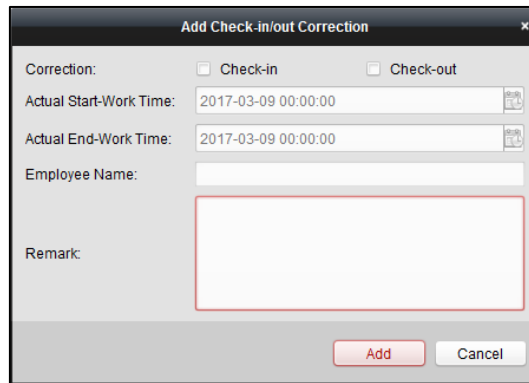 Add Check-in/out Correction ×
Correction: Check-in Check-out
Actual Start-Work Time: 2017-03-09 00:00:00
Actual End-Work Time: 2017-03-09 00:00:00
Employee Name:
Remark:
Add Cancel